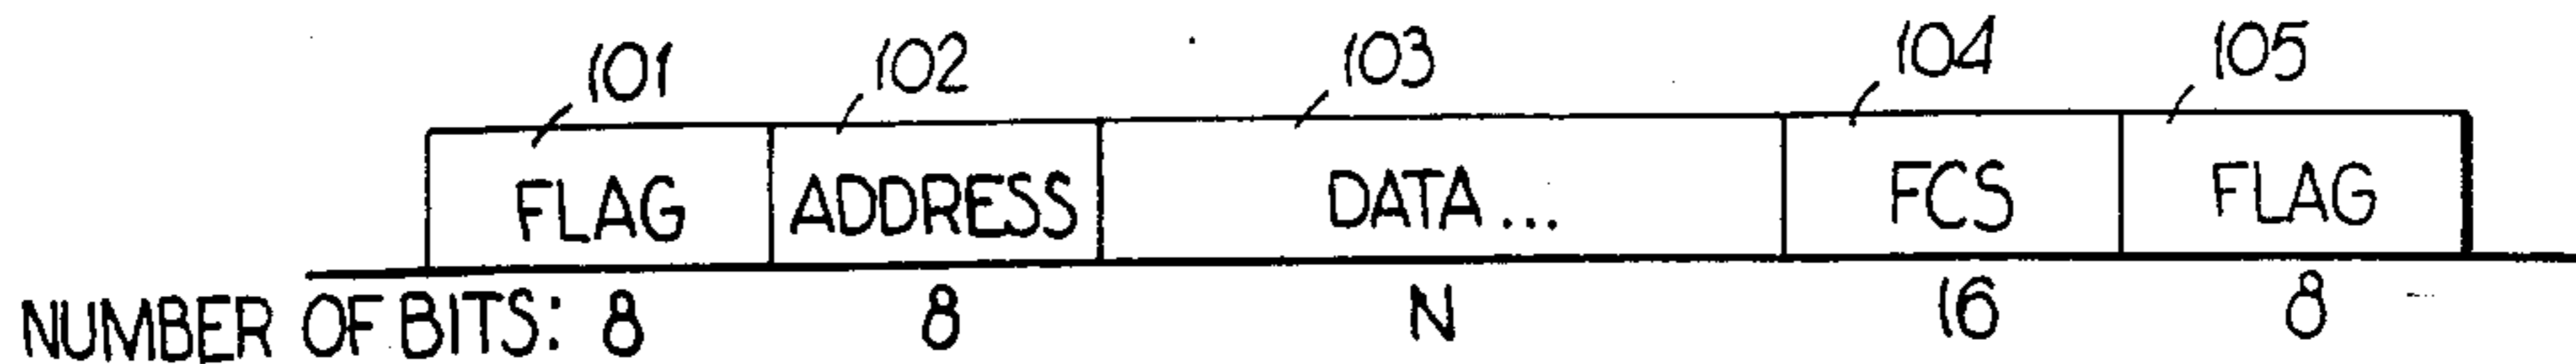 101 102 103 104 105
FLAG ADDRESS DATA... FCS FLAG
NUMBER OF BITS: 8 8 N 16 8